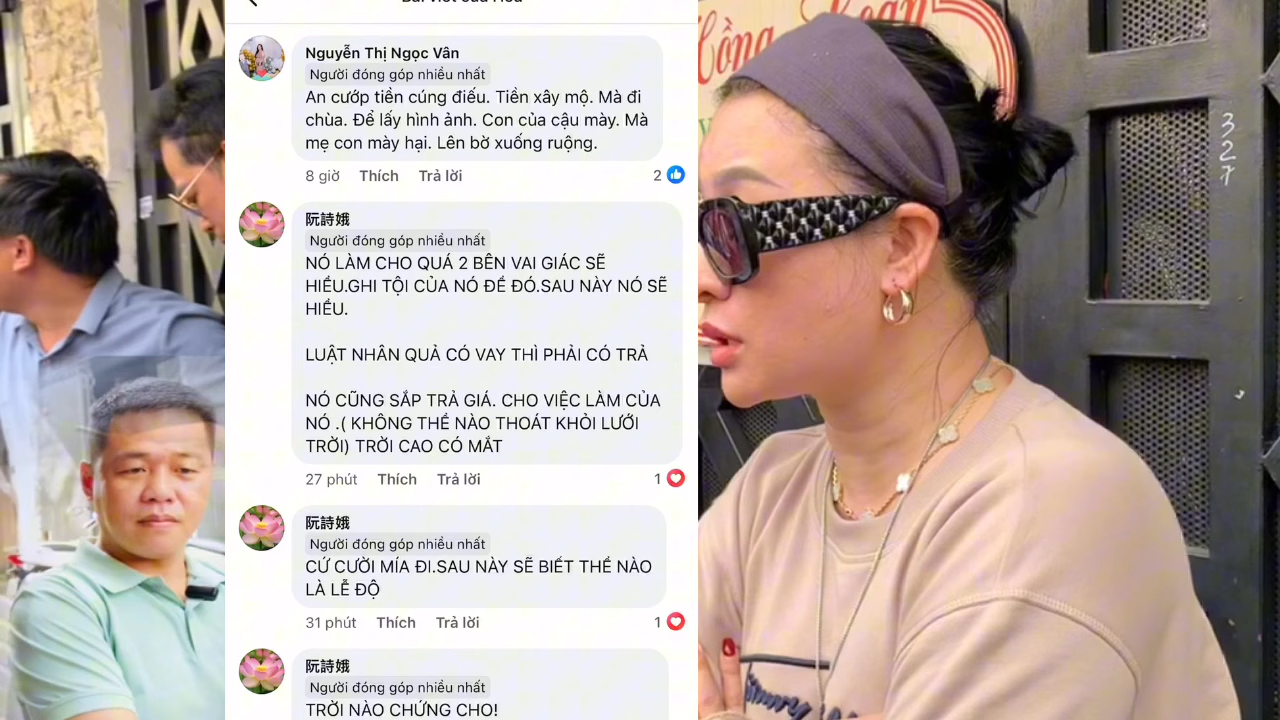 Nguyễn Thị Ngọc Vân
Người đóng góp nhiều nhất
An cướp tiền cúng điếu. Tiền xây mộ. Mà đi
chùa. Để lấy hình ảnh. Con của cậu mày. Mà
mẹ con mày hại. Lên bờ xuống ruộng.
8 giờ Thích Trả lời 2
阮詩娥
Người đóng góp nhiều nhất
NÓ LÀM CHO QUÁ 2 BÊN VAI GIÁC SẼ
HIỀU.GHI TỘI CỦA NÓ ĐỀ ĐÓ.SAU NÀY NÓ SẼ
HIỀU.
LUẬT NHÂN QUẢ CÓ VAY THÌ PHẢI CÓ TRẢ
NÓ CŨNG SẮP TRẢ GIÁ. CHO VIỆC LÀM CỦA
NÓ .( KHÔNG THỀ NÀO THOÁT KHỎI LƯỚI
TRỜI) TRỜI CAO CÓ MẮT
27 phút Thích Trả lời 1
阮詩娥
Người đóng góp nhiều nhất
CỨ CƯỜI MÍA ĐI.SAU NÀY SẼ BIẾT THỀ NÀO
LÀ LỄ ĐỘ
31 phút Thích Trả lời 1
阮詩娥
Người đóng góp nhiều nhất
TRỜI NÀO CHỨNG CHO!
Hồng
327